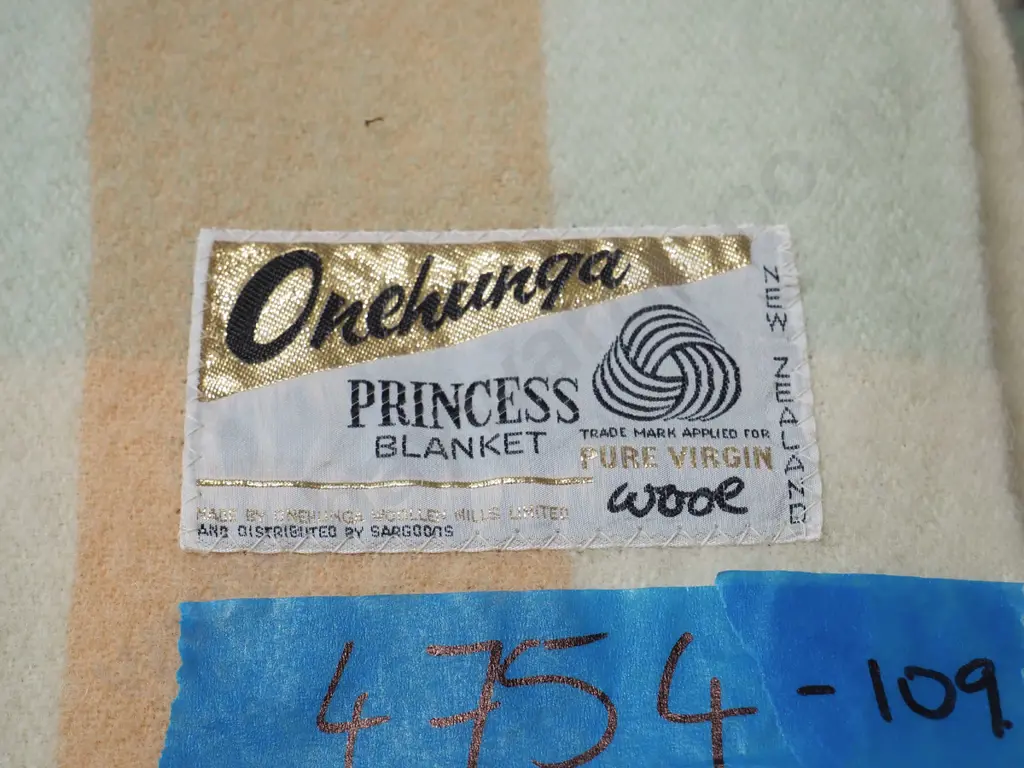 Onehunga
PRINCESS
BLANKET
TRADE MARK APPLIED FOR
PURE VIRGIN
wool
NEW ZEALAND
MADE BY ONEHUNGA WOOLLEN MILLS LIMITED
AND DISTRIBUTED BY SARGOODS
4754-109